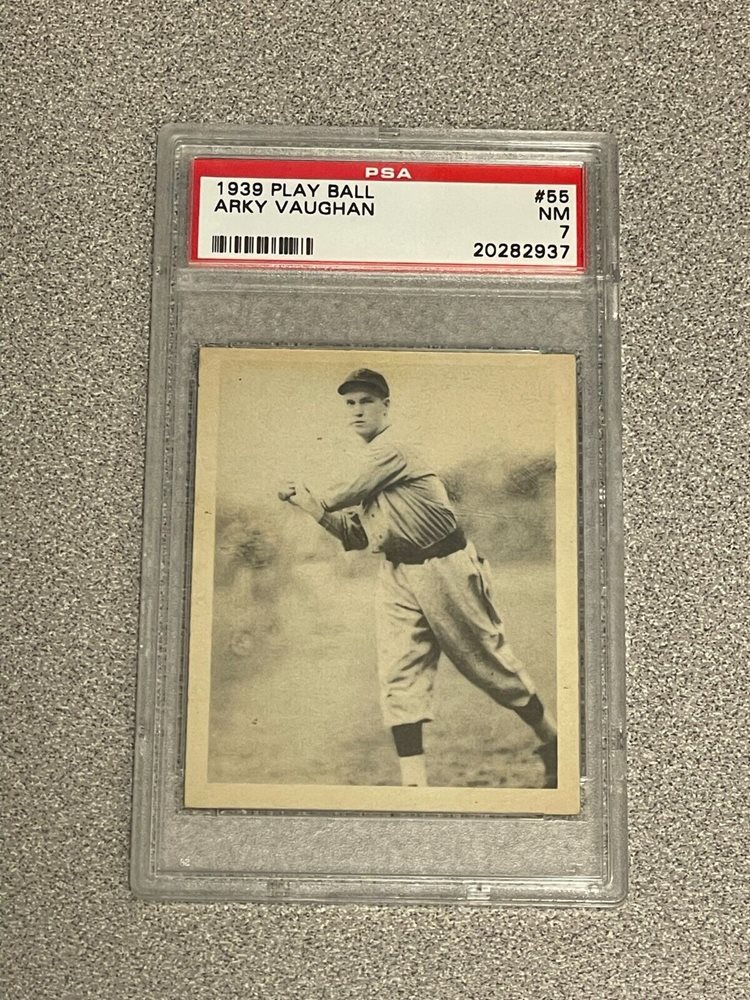 PSA
1939 PLAY BALL #55
ARKY VAUGHAN NM
7
20282937